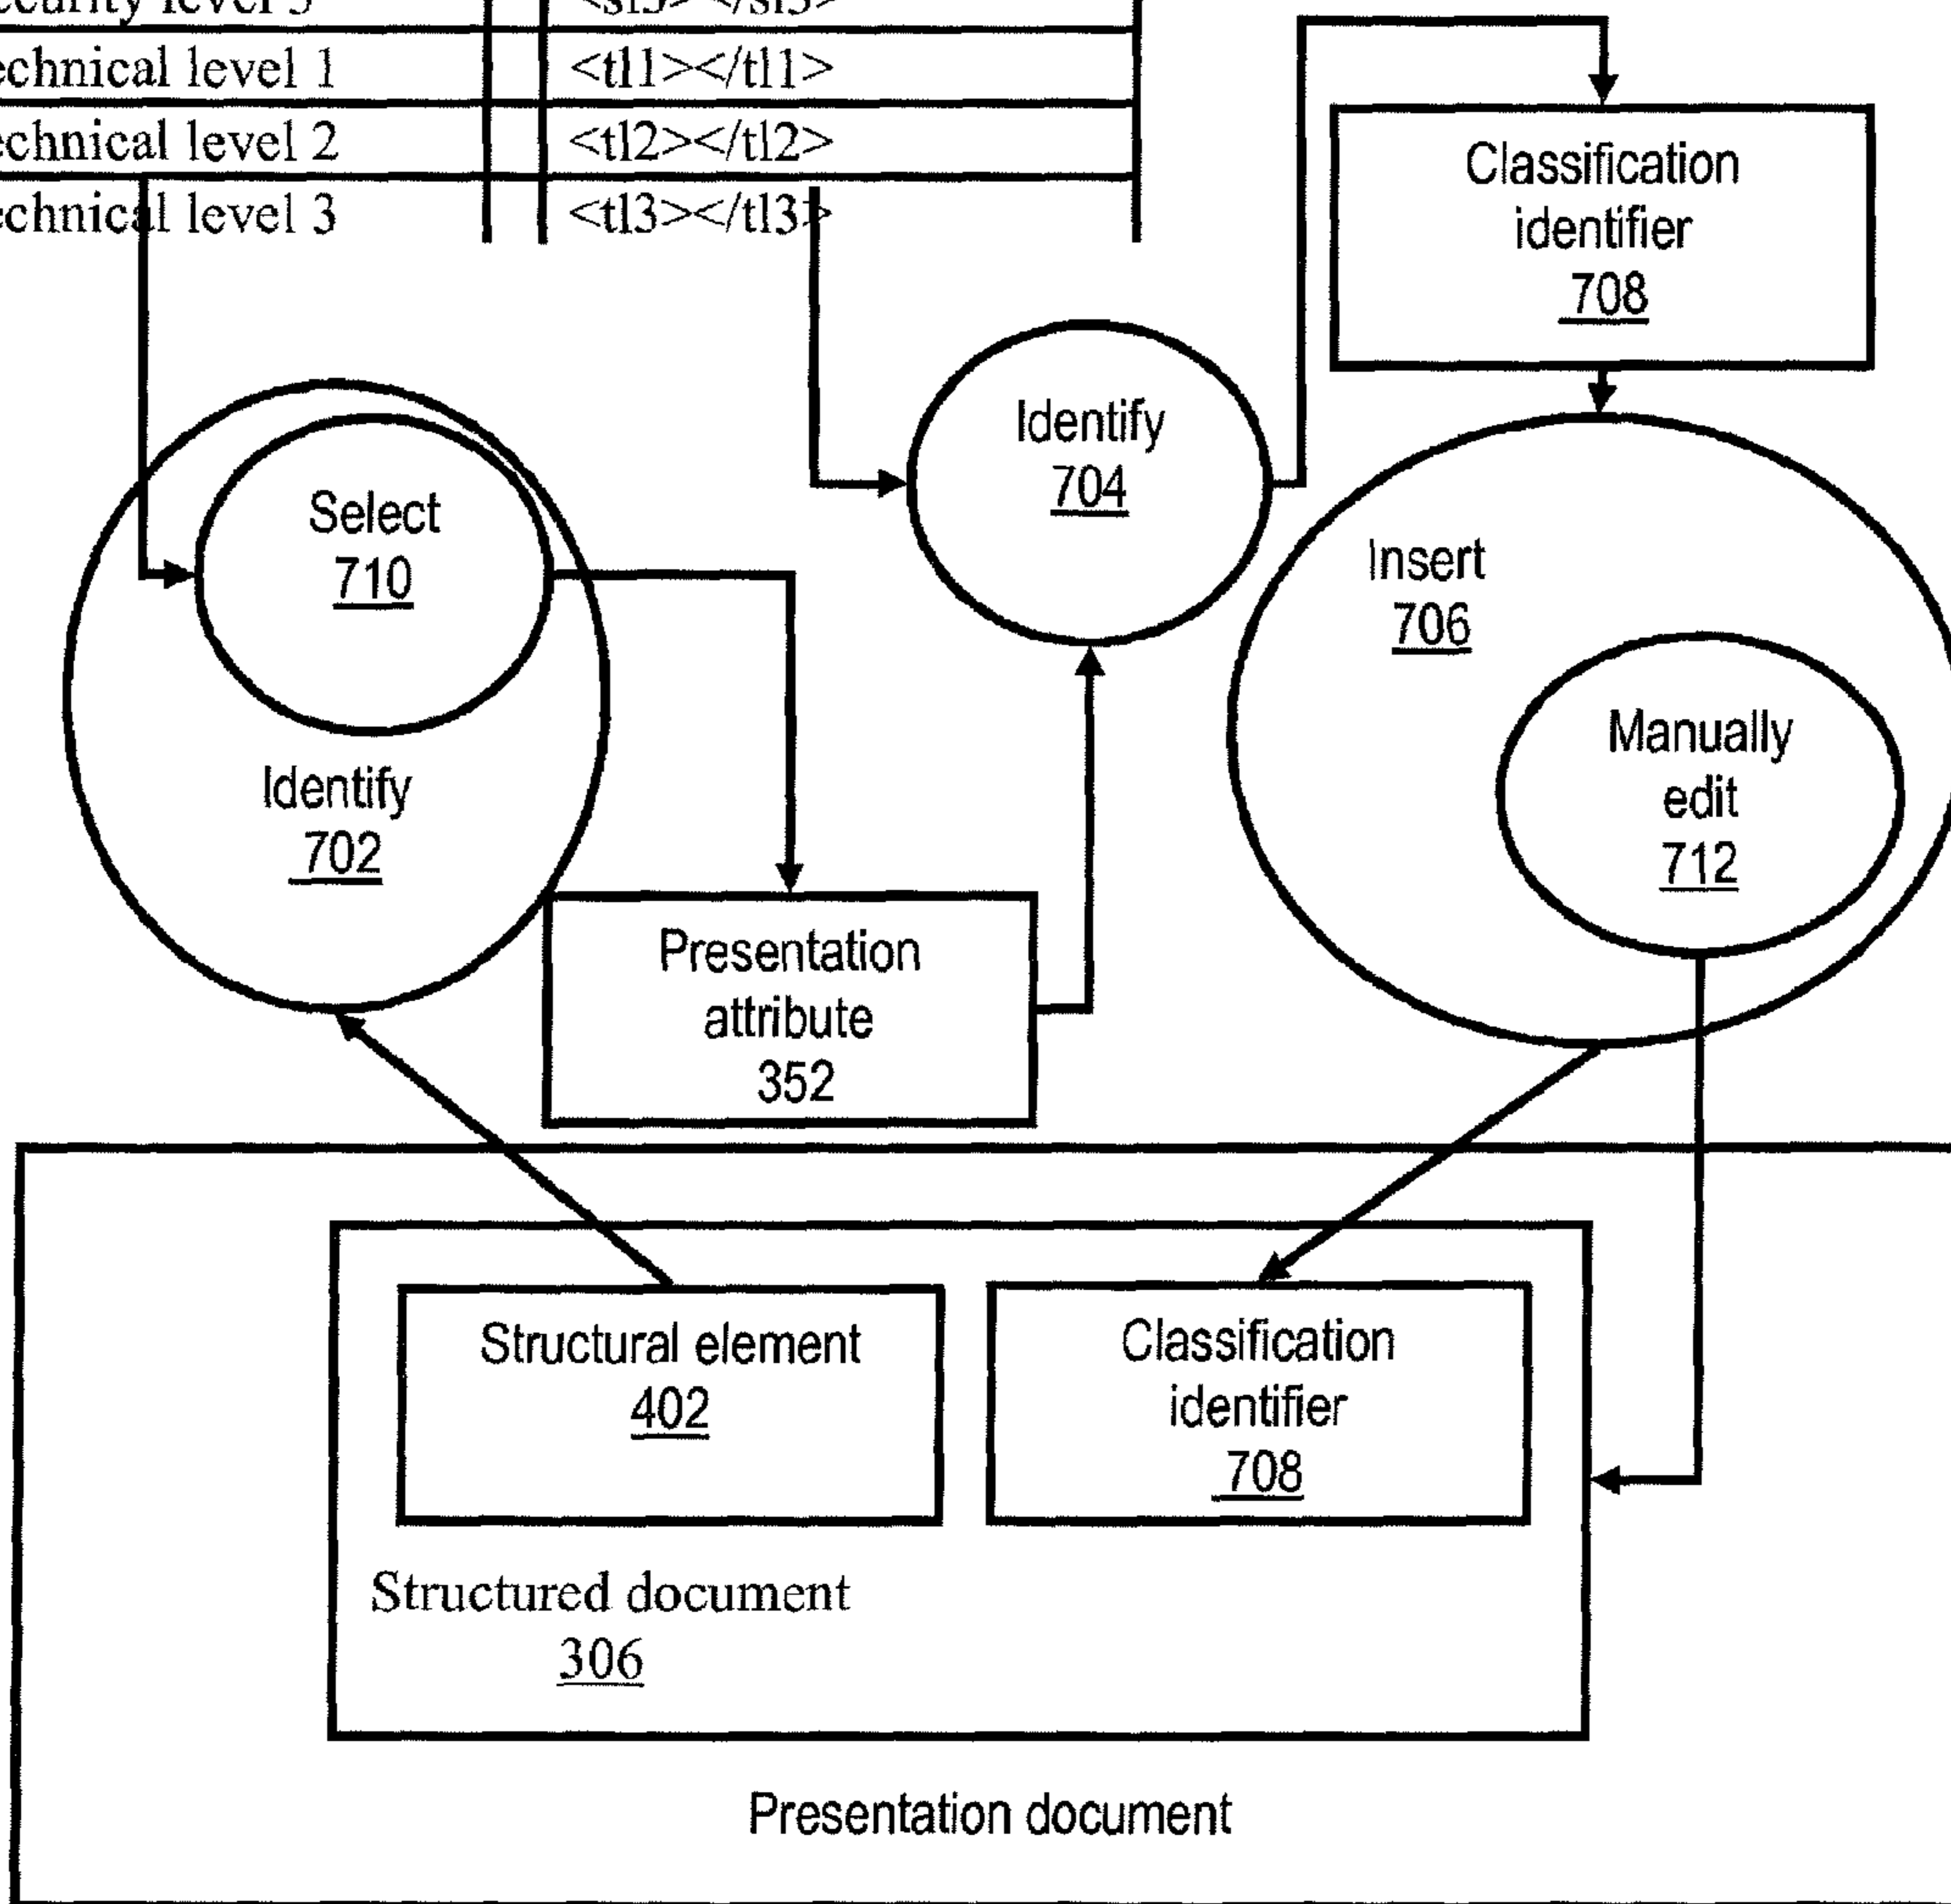 echnical level 1 <tl1></tl1>
echnical level 2 <tl2></tl2>
echnical level 3 <tl3></tl3>
Classification
identifier
708
Identify
704
Select
710
Identify
702
Insert
706
Manually
edit
712
Presentation
attribute
352
Structural element
402
Classification
identifier
708
Structured document
306
Presentation document